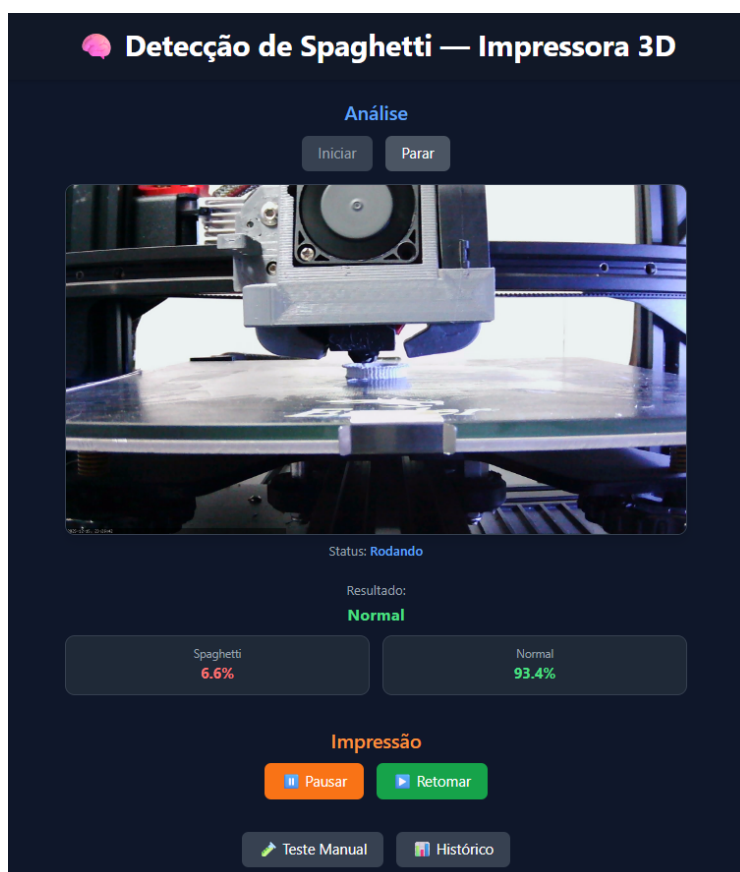 Detecção de Spaghetti — Impressora 3D
Análise
Iniciar
Parar
Status: Rodando
Resultado:
Normal
Spaghetti
6.6%
Normal
93.4%
Impressão
Pausar
Retomar
Teste Manual
Histórico